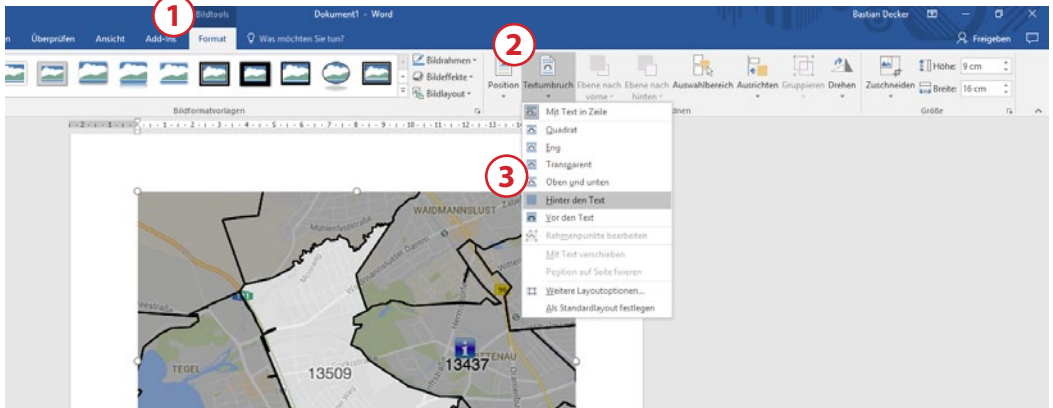 1
Bildtools Dokument1 - Word Bastian Decker
Überprüfen Ansicht Add-Ins Format Was möchten Sie tun? Freigeben
2
Bildrahmen
Bildeffekte
Bildlayout
Position Textumbruch Ebene nach vorne Ebene nach hinten Auswahlbereich Ausrichten Gruppieren Drehen Zuschneiden
Höhe: 9 cm
Breite: 16 cm
Bildformatvorlagen Größe
Mit Text in Zeile
Quadrat
Eng
Transparent
3
Oben und unten
Hinter den Text
Vor den Text
Rahmenpunkte bearbeiten
Mit Text verschieben
Position auf Seite fixieren
Weitere Layoutoptionen...
Als Standardlayout festlegen
WAIDMANNSLUST
Waidmannsluster Damm
TEGEL
13509
13437